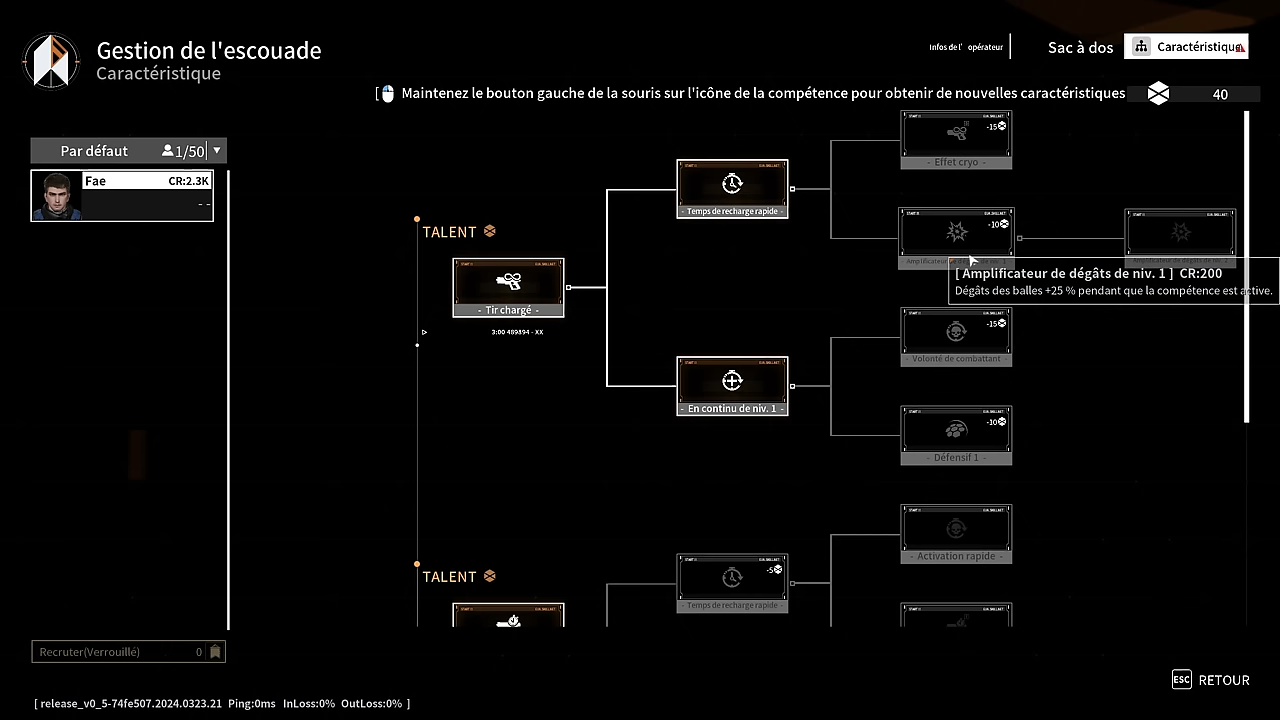 Gestion de l'escouade
Caractéristique
Infos de l' opérateur
Sac à dos
Caractéristique
[ Maintenez le bouton gauche de la souris sur l'icône de la compétence pour obtenir de nouvelles caractéristiques
40
Par défaut
1/50
Fae
CR:2.3K
--
-15
- Effet cryo -
- Temps de recharge rapide -
-10
TALENT
- Tir chargé -
3:00 489394 - XX
[ Amplificateur de dégâts de niv. 1 ] CR:200
Dégâts des balles +25 % pendant que la compétence est active.
-15
- Volonté de combattant -
- En continu de niv. 1 -
-10
- Défensif 1 -
- Activation rapide -
TALENT
-5
- Temps de recharge rapide -
Recruter(Verrouillé) 0
ESC RETOUR
[ release_v0_5-74fe507.2024.0323.21 Ping:0ms InLoss:0% OutLoss:0% ]